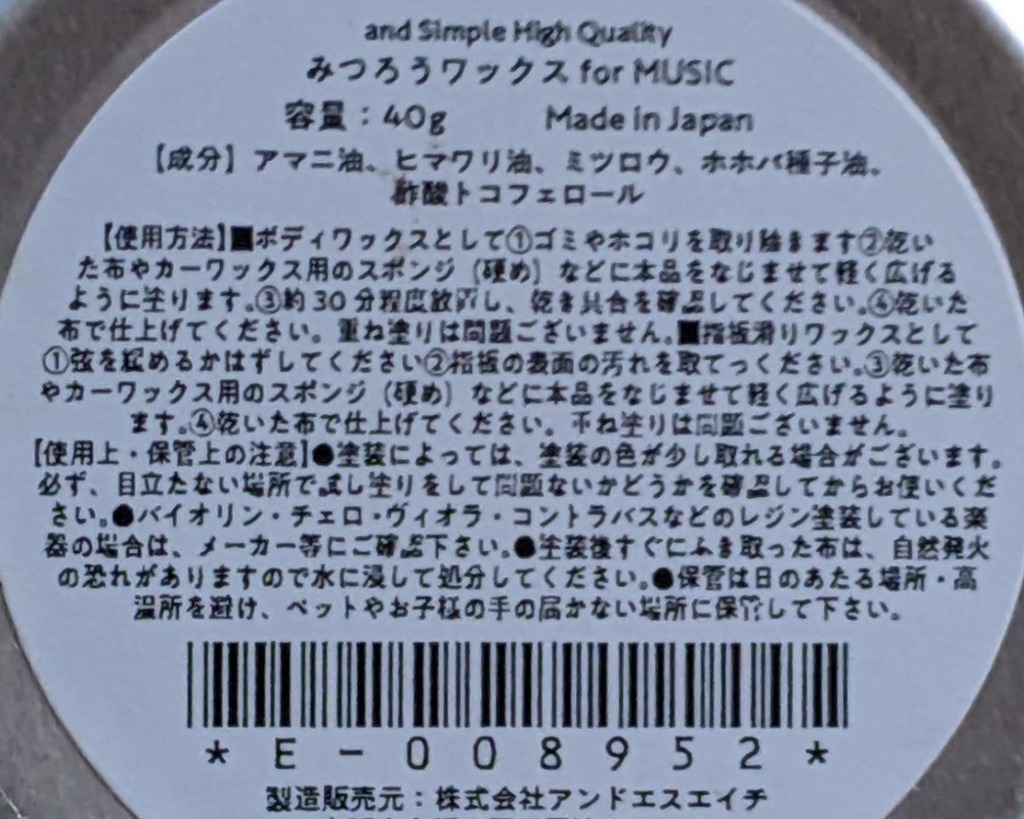 and Simple High Quality
みつろうワックス for MUSIC
容量：40g Made in Japan
【成分】アマニ油、ヒマワリ油、ミツロウ、ホホバ種子油、
酢酸トコフェロール
【使用方法】■ボディワックスとして①ゴミやホコリを取り除きます②乾い
た布やカーワックス用のスポンジ（硬め）などに本品をなじませて軽く広げる
ように塗ります。③約30分程度放置し、乾き具合を確認してください。④乾いた
布で仕上げてください。重ね塗りは問題ございません。■指板滑りワックスとして
①弦を緩めるかはずしてください②指板の表面の汚れを取てっください。③乾いた布
やカーワックス用のスポンジ（硬め）などに本品をなじませて軽く広げるように塗り
ます。④乾いた布で仕上げてください。重ね塗りは問題ございません。
【使用上・保管上の注意】●塗装によっては、塗装の色が少し取れる場合がございます。
必ず、目立たない場所で試し塗りをして問題ないかどうかを確認してからお使いくだ
さい。●バイオリン・チェロ・ヴィオラ・コントラバスなどのレジン塗装している楽
器の場合は、メーカー等にご確認下さい。●塗装後すぐにふき取った布は、自然発火
の恐れがありますので水に浸して処分してください。●保管は日のあたる場所・高
温所を避け、ペットやお子様の手の届かない場所に保管して下さい。
*E-008952*
製造販売元：株式会社アンドエスエイチ